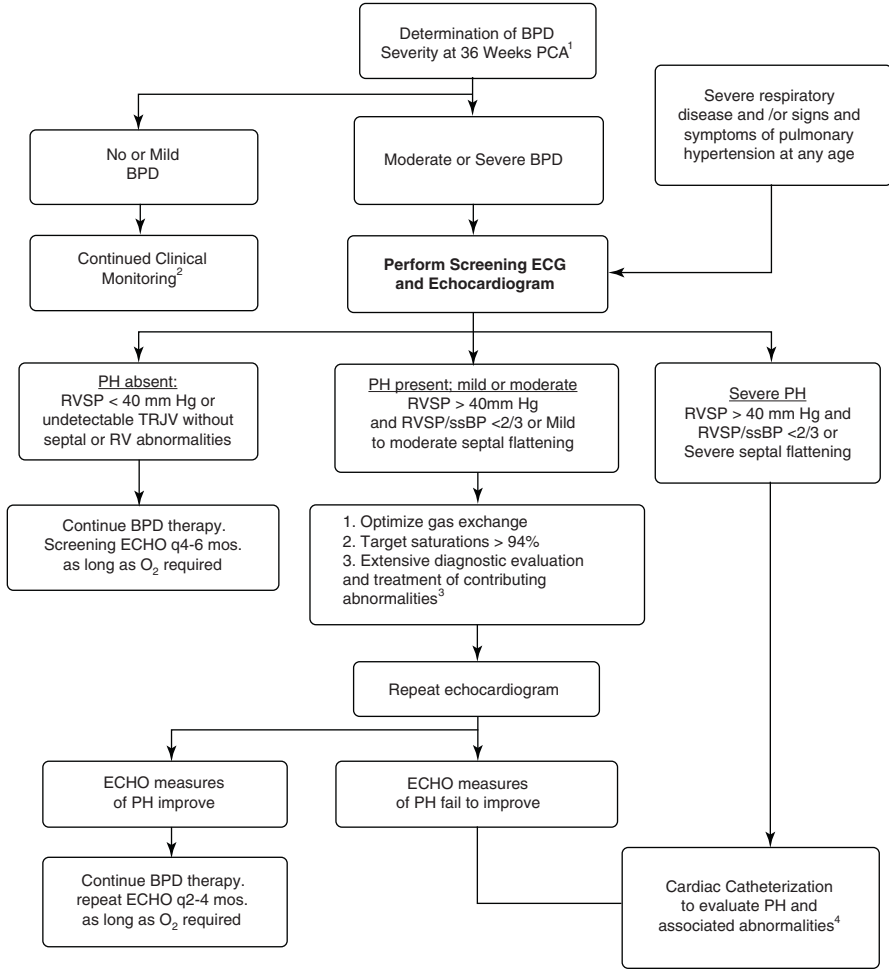 Determination of BPD
Severity at 36 Weeks PCA1
No or Mild
BPD
Moderate or Severe BPD
Severe respiratory
disease and /or signs and
symptoms of pulmonary
hypertension at any age
Continued Clinical
Monitoring2
Perform Screening ECG
and Echocardiogram
PH absent:
RVSP < 40 mm Hg or
undetectable TRJV without
septal or RV abnormalities
PH present; mild or moderate
RVSP > 40mm Hg
and RVSP/ssBP <2/3 or Mild
to moderate septal flattening
Severe PH
RVSP > 40 mm Hg and
RVSP/ssBP <2/3 or
Severe septal flattening
Continue BPD therapy.
Screening ECHO q4-6 mos.
as long as O2 required
1. Optimize gas exchange
2. Target saturations > 94%
3. Extensive diagnostic evaluation
and treatment of contributing
abnormalities3
Repeat echocardiogram
ECHO measures
of PH improve
ECHO measures
of PH fail to improve
Continue BPD therapy.
repeat ECHO q2-4 mos.
as long as O2 required
Cardiac Catheterization
to evaluate PH and
associated abnormalities4